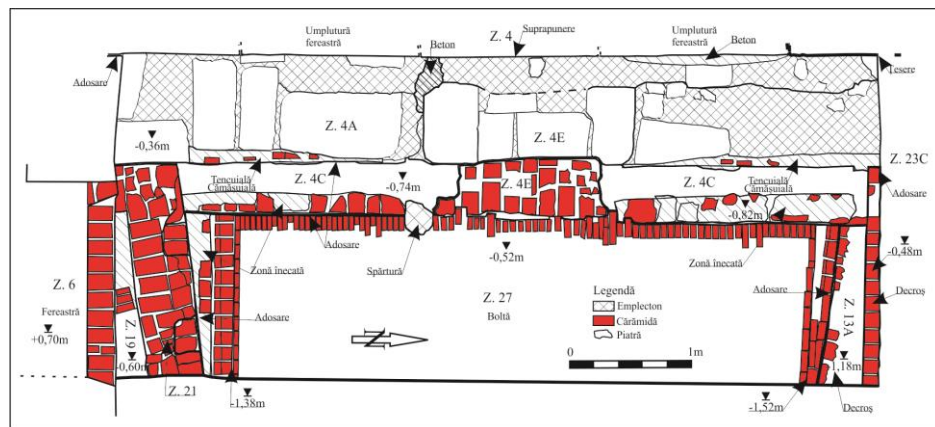 Umplutură
fereastră
Beton
Z. 4
Suprapunere
Umplutură
fereastră
Beton
Adosare
Țesere
Z. 4A
Z. 4E
-0,36m
Z. 23C
Tencuială
Cămășuială
Z. 4C
-0,74m
Z. 4E
Z. 4C
Tencuială
Cămășuială
Adosare
-0,82m
Adosare
Zonă înecată
Spărtură
-0,52m
Zonă înecată
-0,48m
Z. 6
Z. 27
Boltă
Legendă
Emplecton
Cărămidă
Piatră
Adosare
Decroș
Fereastră
+0,70m
Adosare
Z. 19
N
Z. 13A
-0,60m
0
1m
1,18m
Z. 21
-1,38m
-1,52m
Decroș